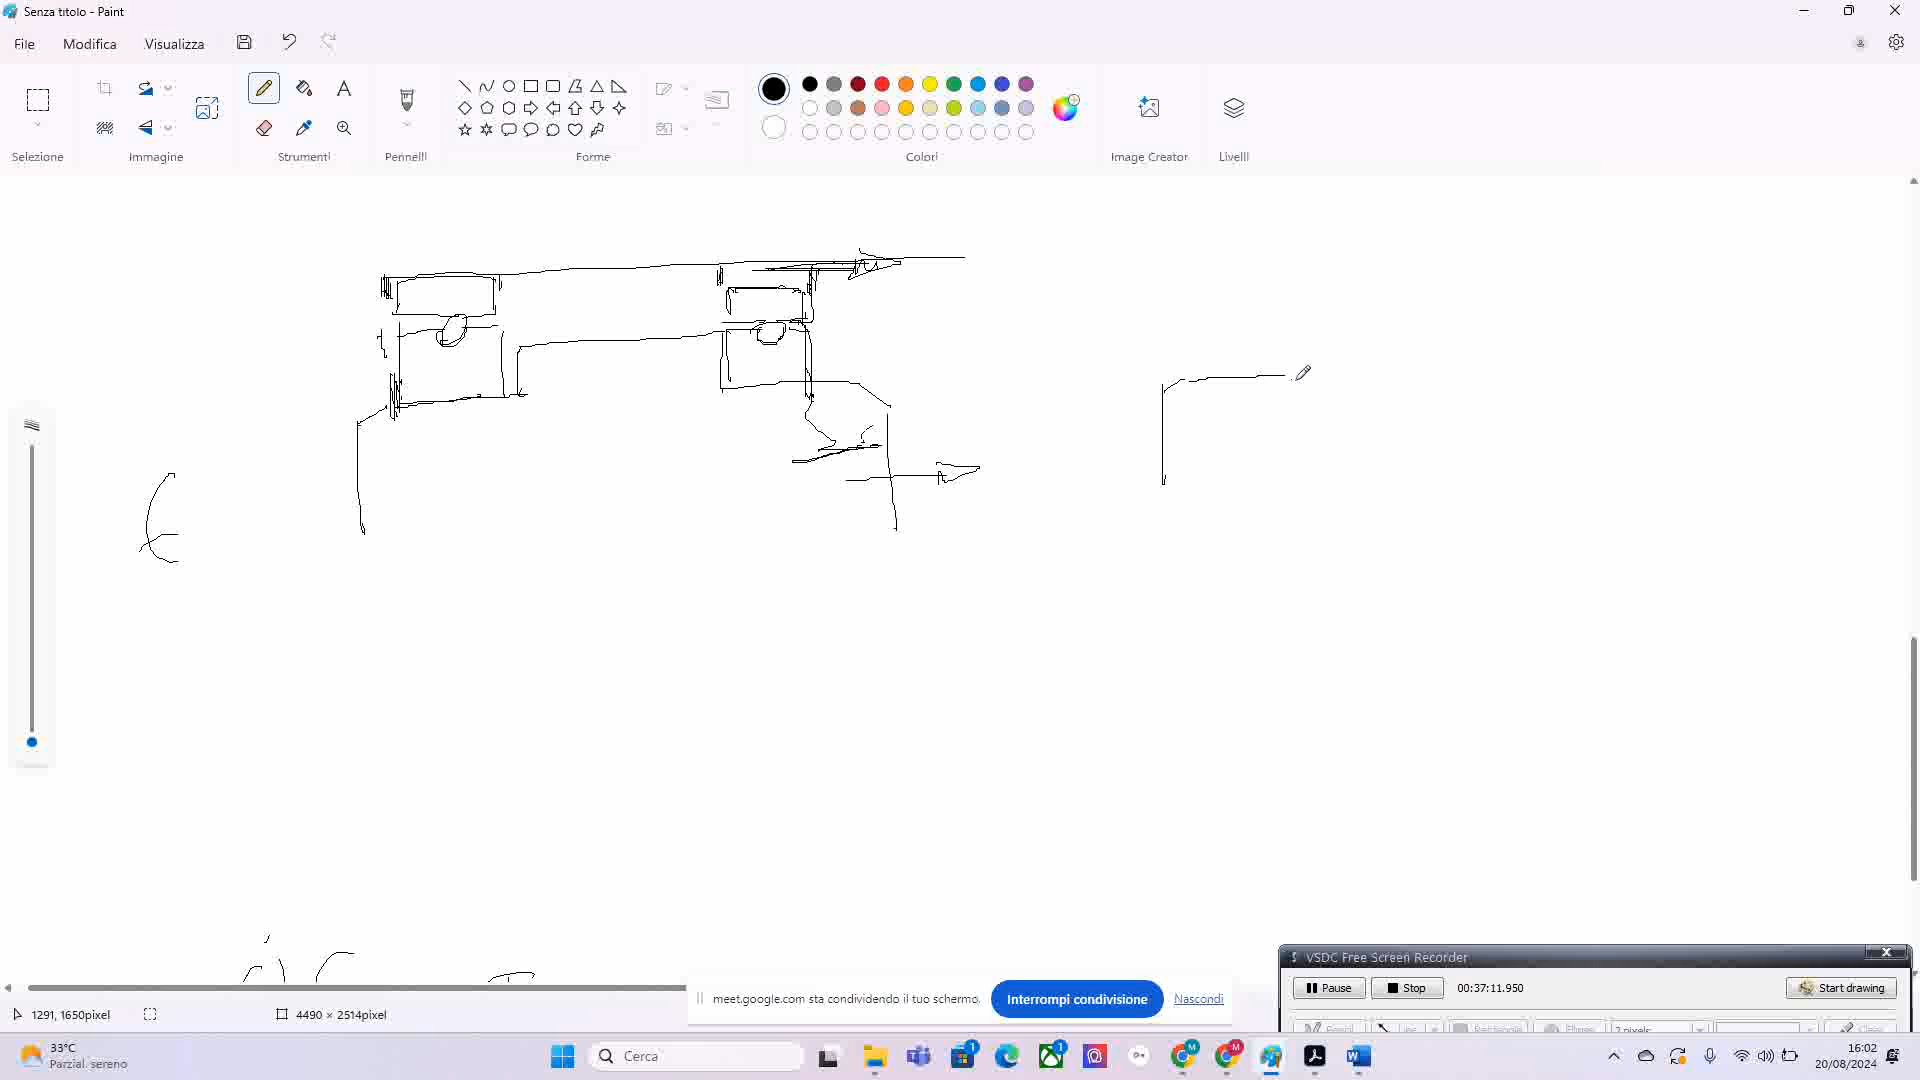 Senza titolo - Paint
File Modifica Visualizza
Selezione Immagine Strumenti Pennelli Forme Colori Image Creator Livelli
VSDC Free Screen Recorder
Pause Stop 00:37:11.950 Start drawing
meet.google.com sta condividendo il tuo schermo. Interrompi condivisione Nascondi
1291, 1650pixel 4490 × 2514pixel
2 pixels
33°C
Parzial. sereno
Cerca
16:02
20/08/2024